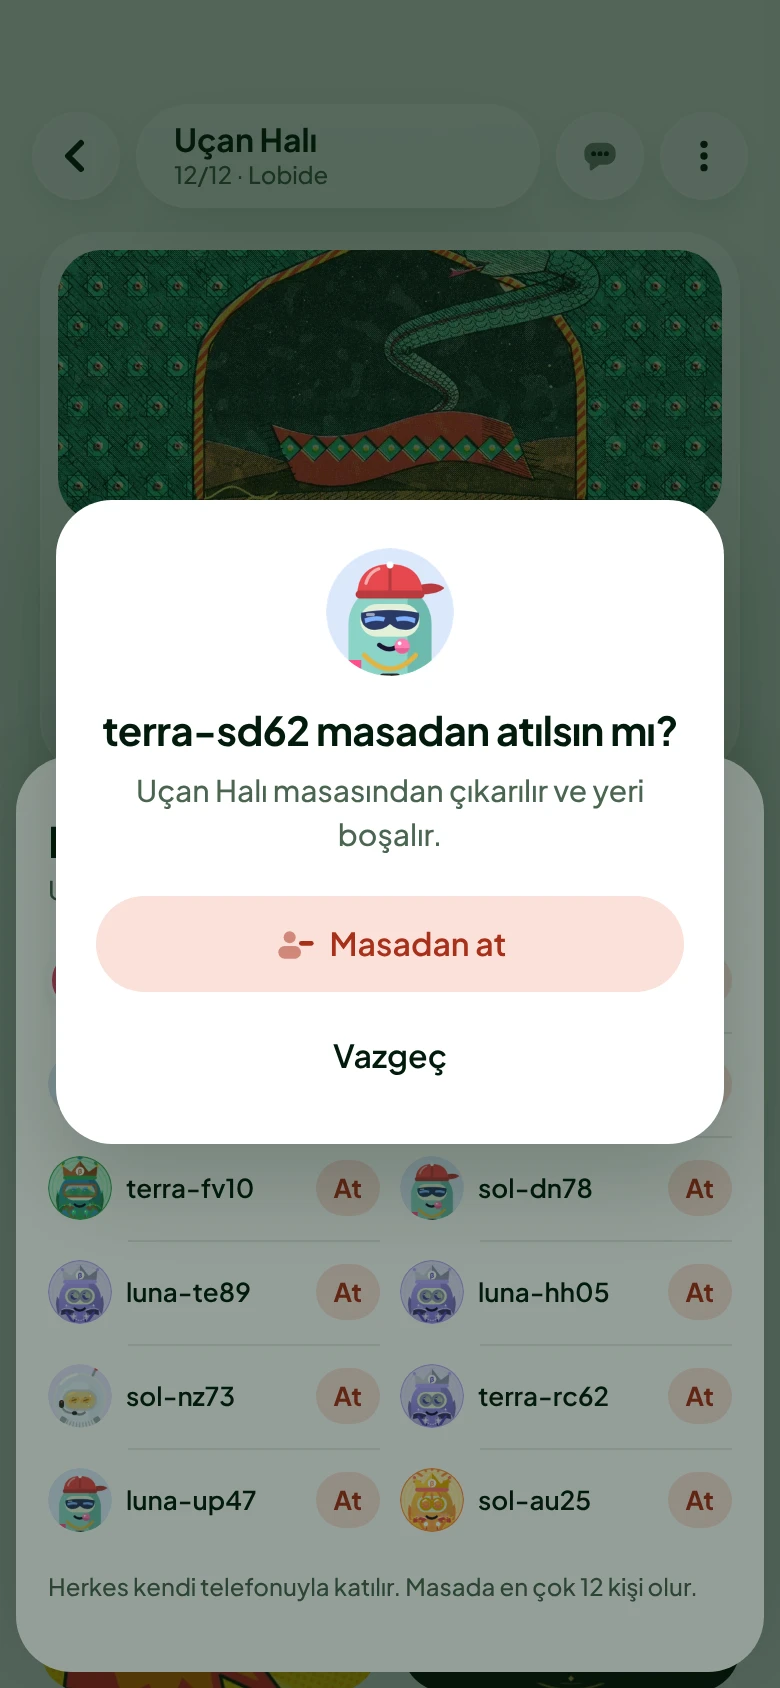 Uçan Halı
12/12 · Lobide
terra-sd62 masadan atılsın mı?
Uçan Halı masasından çıkarılır ve yeri
boşalır.
Masadan at
Vazgeç
terra-fv10 At sol-dn78 At
luna-te89 At luna-hh05 At
sol-nz73 At terra-rc62 At
luna-up47 At sol-au25 At
Herkes kendi telefonuyla katılır. Masada en çok 12 kişi olur.